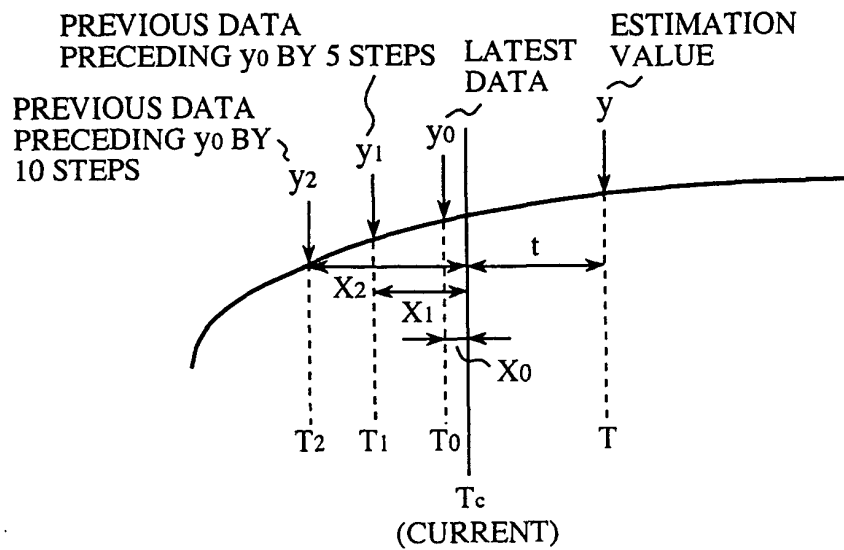 PREVIOUS DATA
PRECEDING y0 BY 5 STEPS
LATEST
DATA
ESTIMATION
VALUE
PREVIOUS DATA
PRECEDING y0 BY
10 STEPS
y2
y1
y0
y
t
X2
X1
X0
T2
T1
T0
T
Tc
(CURRENT)